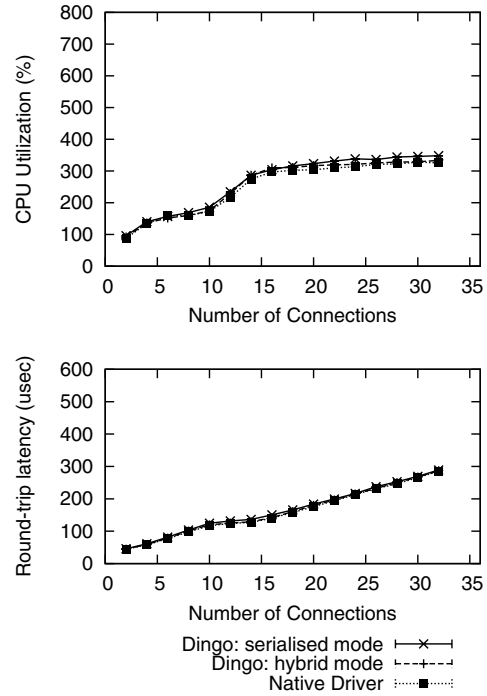 800
700
600
500
400
300
200
100
0
CPU Utilization (%)
0 5 10 15 20 25 30 35
Number of Connections
600
500
400
300
200
100
0
Round-trip latency (usec)
0 5 10 15 20 25 30 35
Number of Connections
Dingo: serialised mode
Dingo: hybrid mode
Native Driver